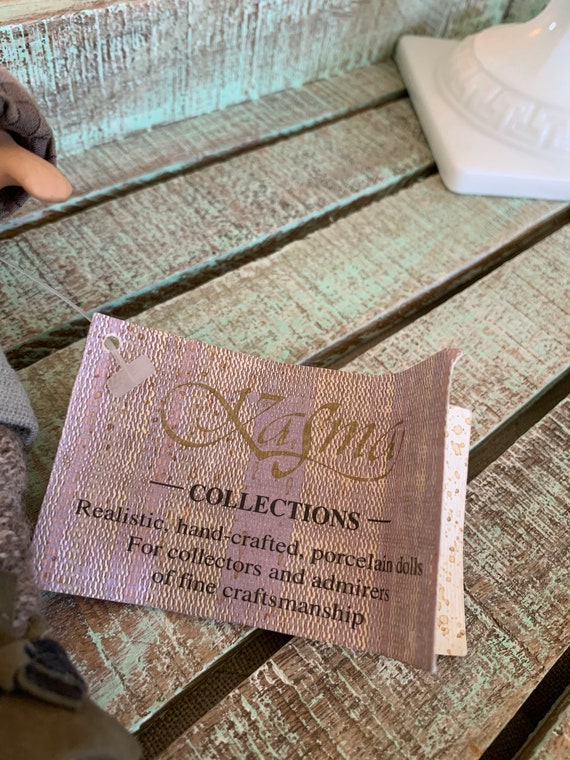 Kasma
— COLLECTIONS —
Realistic, hand-crafted, porcelain dolls
For collectors and admirers
of fine craftsmanship